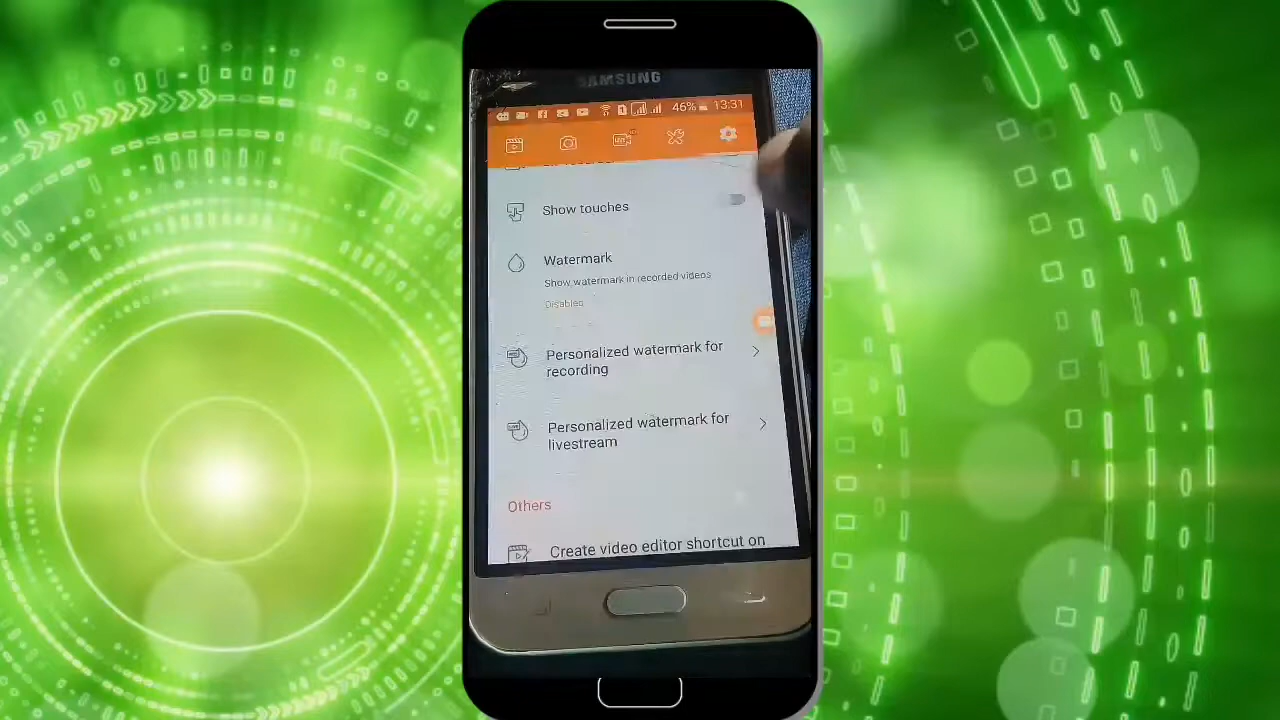 SAMSUNG
46% 13:31
Show touches
Watermark
Show watermark in recorded videos
Disabled
Personalized watermark for
recording
Personalized watermark for
livestream
Others
Create video editor shortcut on